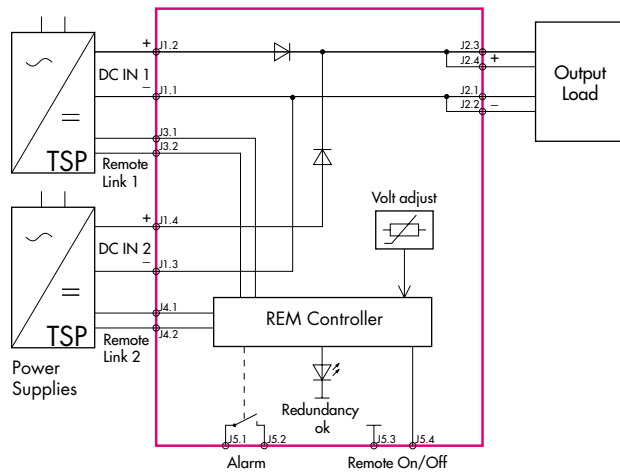 +
J1.2
DC IN 1
−
J1.1
TSP
J3.1
J3.2
Remote
Link 1
J2.3
J2.4
+
J2.1
J2.2
−
Output
Load
Volt adjust
+
J1.4
DC IN 2
−
J1.3
TSP
J4.1
J4.2
Remote
Link 2
Power
Supplies
REM Controller
Redundancy
ok
J5.1
J5.2
J5.3
J5.4
Alarm
Remote On/Off